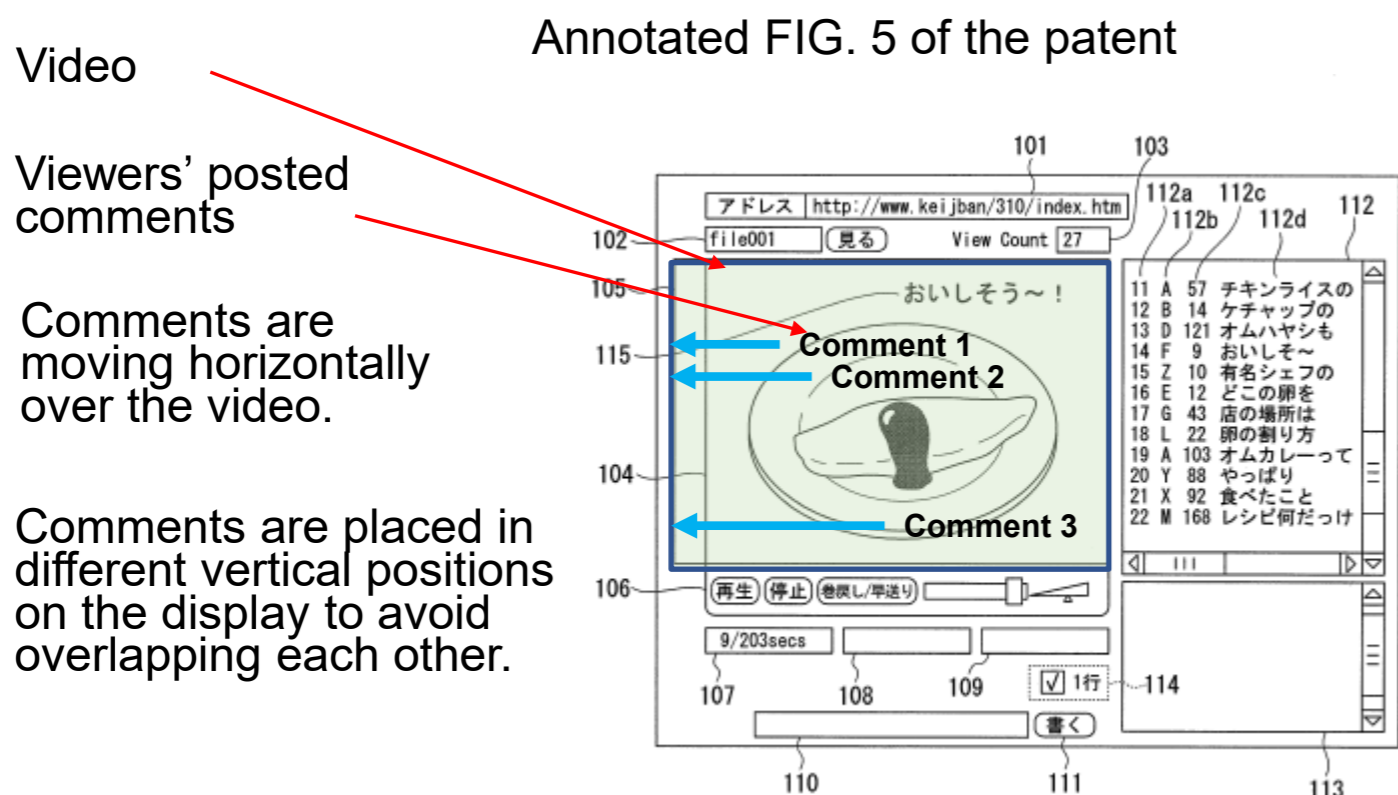 Annotated FIG. 5 of the patent
Video
Viewers’ posted
comments
Comments are
moving horizontally
over the video.
Comments are placed in
different vertical positions
on the display to avoid
overlapping each other.
101
103
アドレス http://www.keijban/310/index.htm
102
file001 見る View Count 27
112a 112c 112
112b 112d
105
おいしそう～！
115
Comment 1
Comment 2
104
Comment 3
11 A 57 チキンライスの
12 B 14 ケチャップの
13 D 121 オムハヤシも
14 F 9 おいしそ～
15 Z 10 有名シェフの
16 E 12 どこの卵を
17 G 43 店の場所は
18 L 22 卵の割り方
19 A 103 オムカレーって
20 Y 88 やっぱり
21 X 92 食べたこと
22 M 168 レシピ何だっけ
106
再生 停止 巻戻し/早送り
9/203secs
107 108 109
1行 114
書く
110 111 113